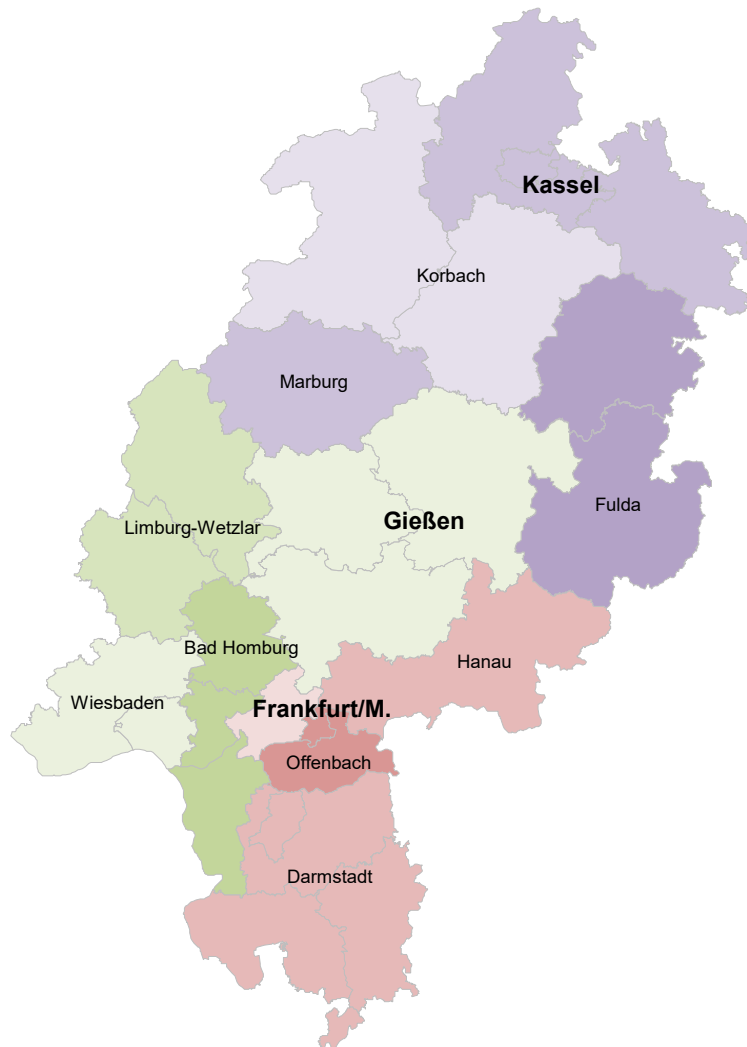 Kassel
Korbach
Marburg
Fulda
Gießen
Limburg-Wetzlar
Bad Homburg
Hanau
Wiesbaden
Frankfurt/M.
Offenbach
Darmstadt